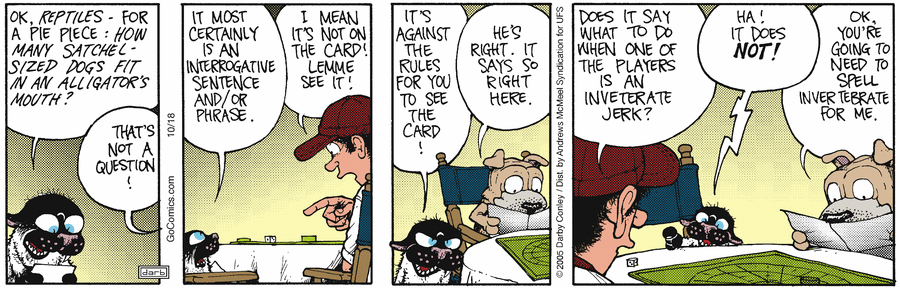 OK, REPTILES - FOR
A PIE PIECE : HOW
MANY SATCHEL-
SIZED DOGS FIT
IN AN ALLIGATOR'S
MOUTH?
THAT'S
NOT A
QUESTION
!
darb
GoComics.com 10/18
IT MOST
CERTAINLY
IS AN
INTERROGATIVE
SENTENCE
AND/OR
PHRASE.
I MEAN
IT'S NOT ON
THE CARD!
LEMME
SEE IT!
IT'S
AGAINST
THE
RULES
FOR YOU
TO SEE
THE
CARD
!
HE'S
RIGHT. IT
SAYS SO
RIGHT
HERE.
©2005 Darby Conley / Dist. by Andrews McMeel Syndication for UFS
DOES IT SAY
WHAT TO DO
WHEN ONE OF
THE PLAYERS
IS AN
INVETERATE
JERK?
HA!
IT DOES
NOT!
OK,
YOU'RE
GOING TO
NEED TO
SPELL
INVERTEBRATE
FOR ME.